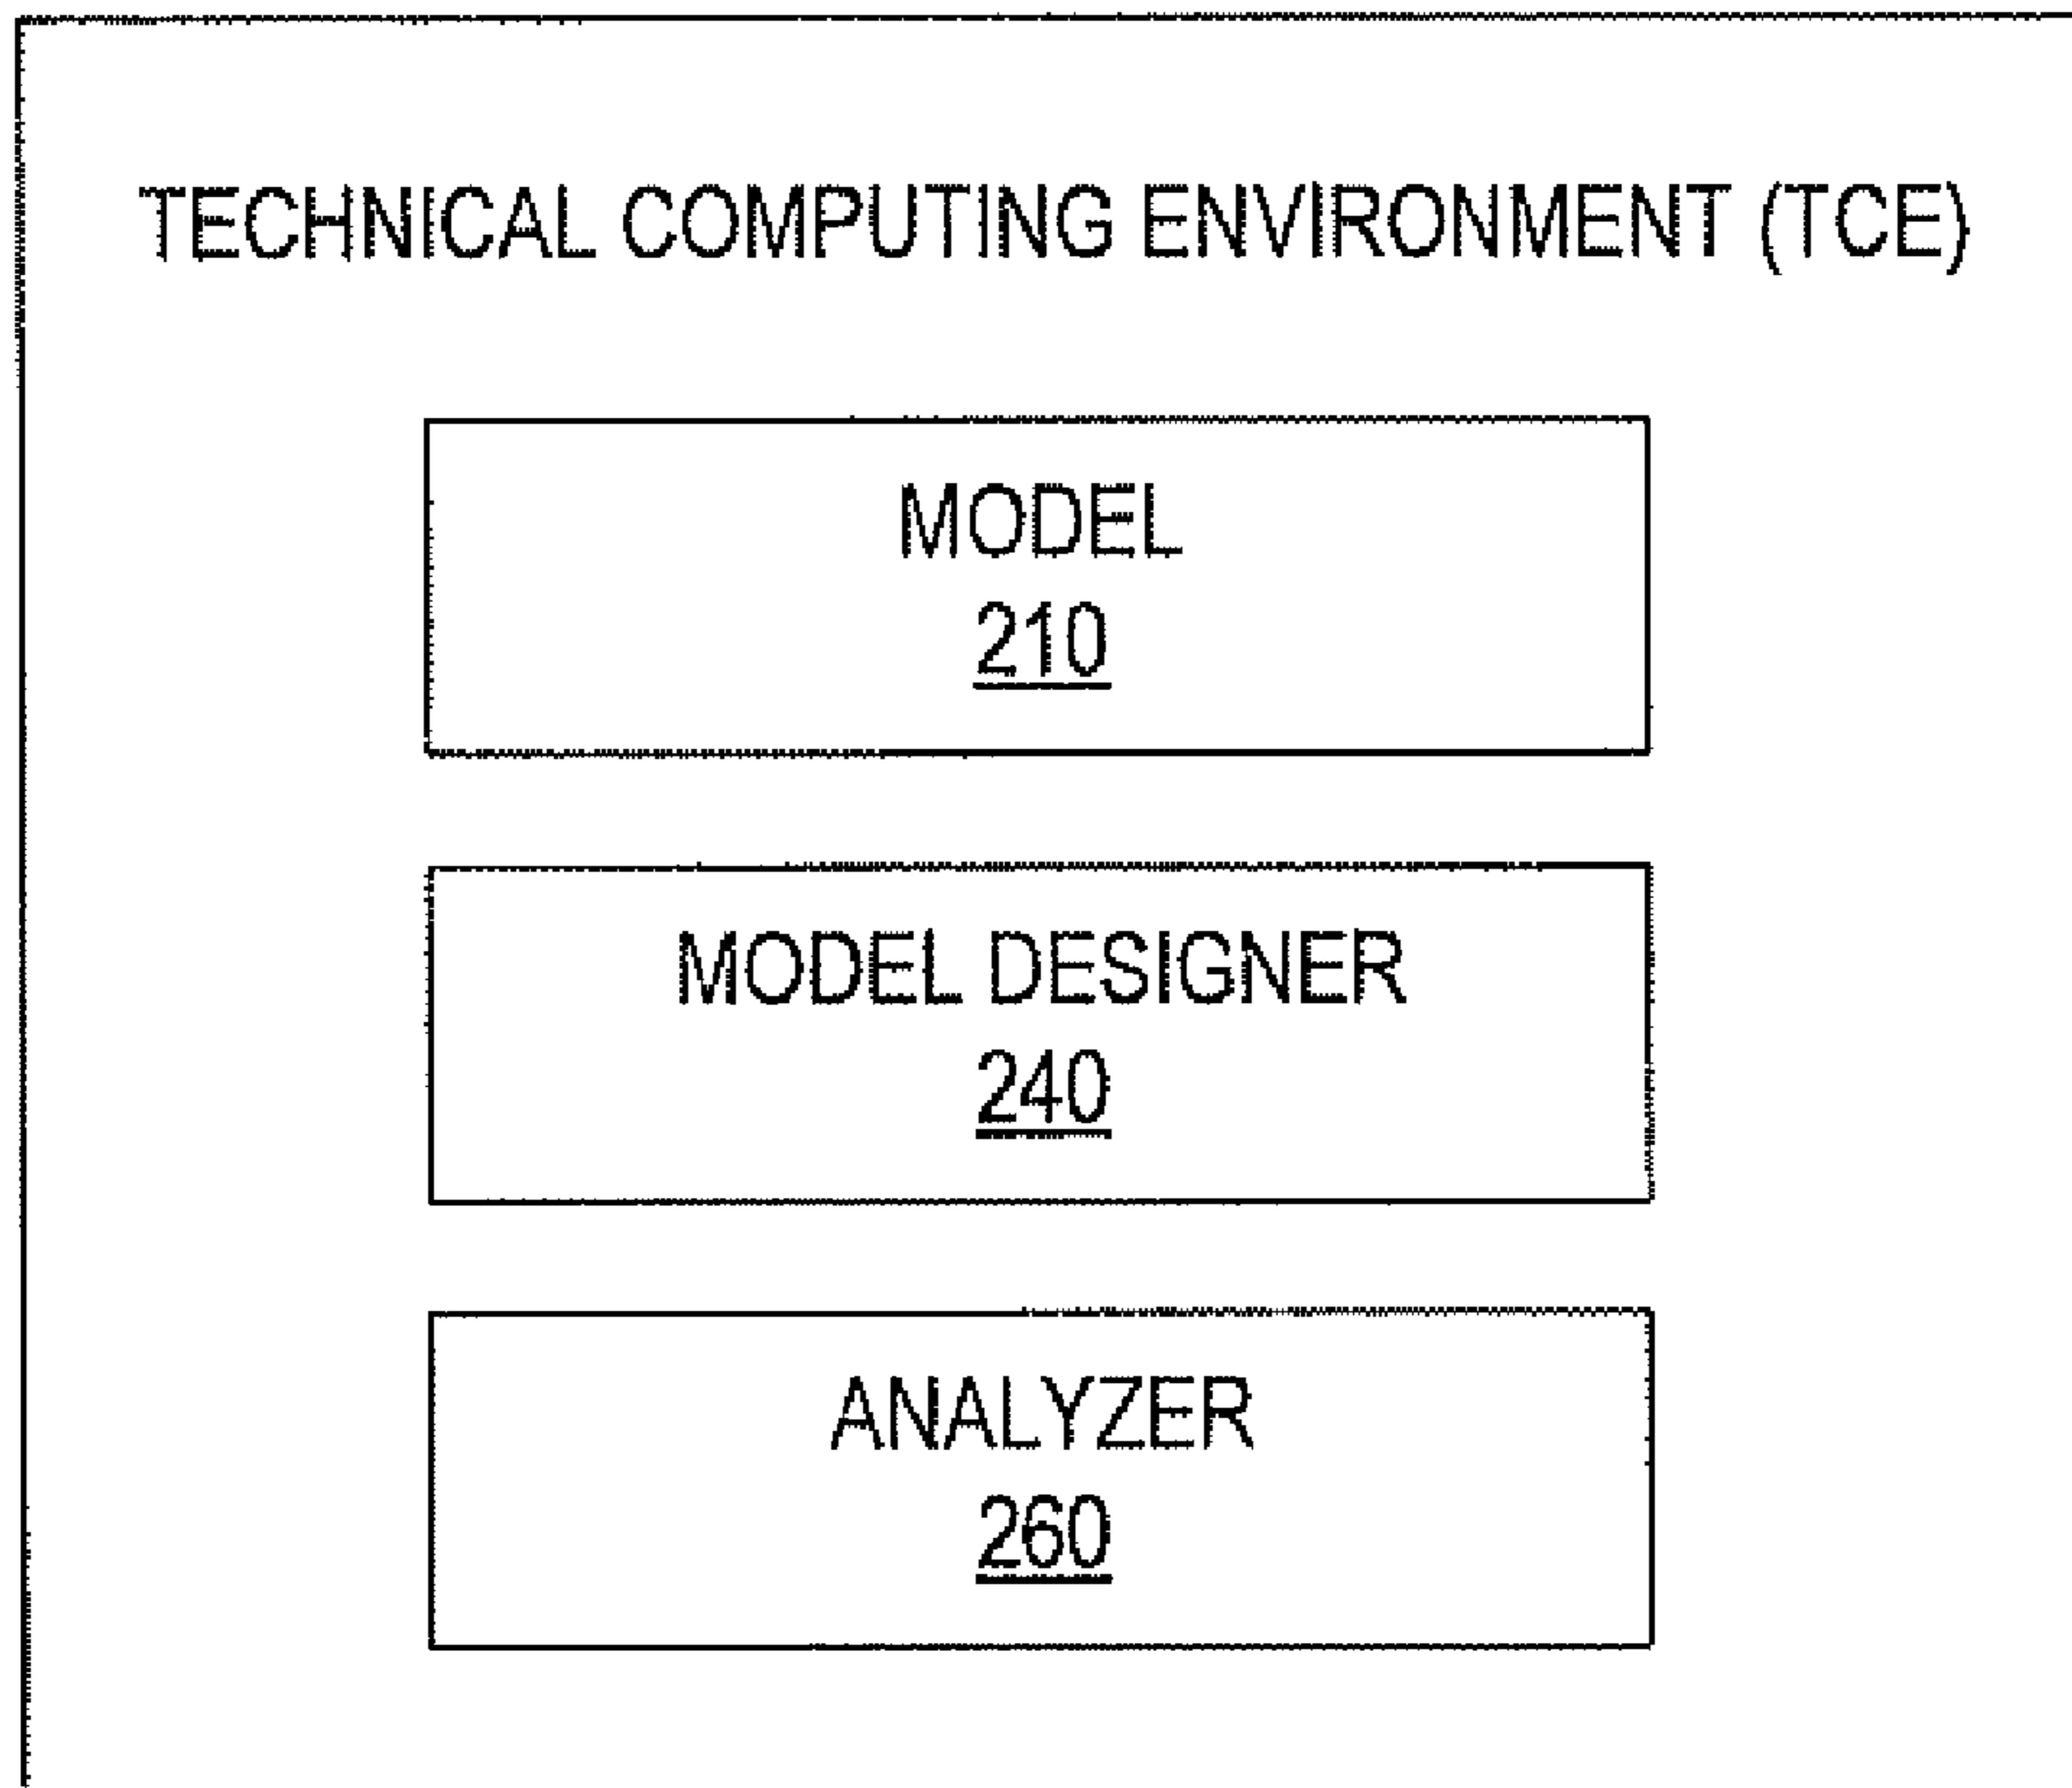 TECHNICAL COMPUTING ENVIRONMENT (TCE)
MODEL
210
MODEL DESIGNER
240
ANALYZER
260